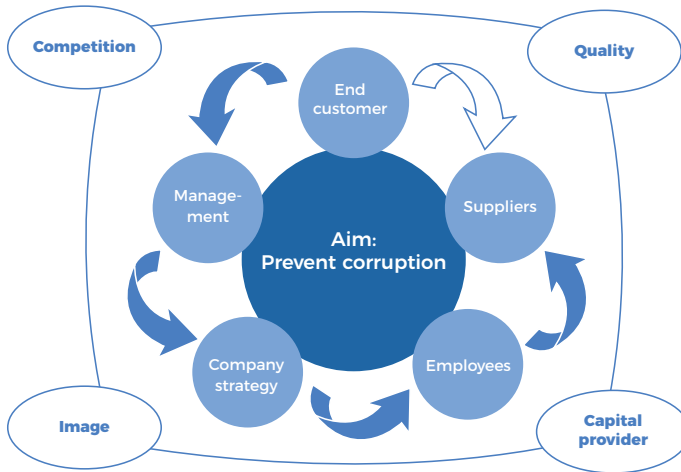 Competition
Quality
End
customer
Manage-
ment
Suppliers
Aim:
Prevent corruption
Company
strategy
Employees
Image
Capital
provider